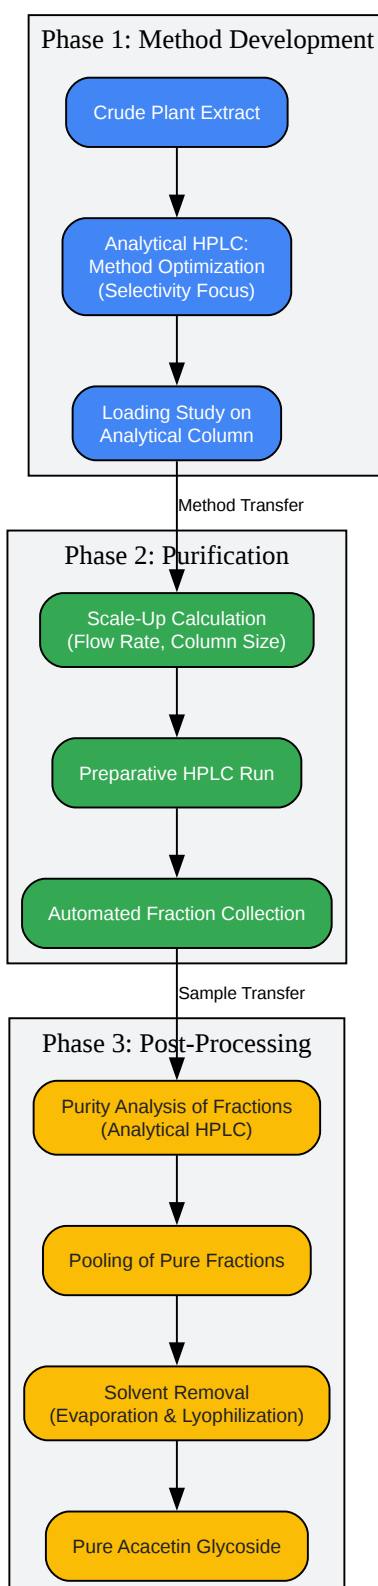 Phase 1: Method Development
Crude Plant Extract
Analytical HPLC:
Method Optimization
(Selectivity Focus)
Loading Study on
Analytical Column
Method Transfer
Phase 2: Purification
Scale-Up Calculation
(Flow Rate, Column Size)
Preparative HPLC Run
Automated Fraction Collection
Sample Transfer
Phase 3: Post-Processing
Purity Analysis of Fractions
(Analytical HPLC)
Pooling of Pure Fractions
Solvent Removal
(Evaporation & Lyophilization)
Pure Acacetin Glycoside